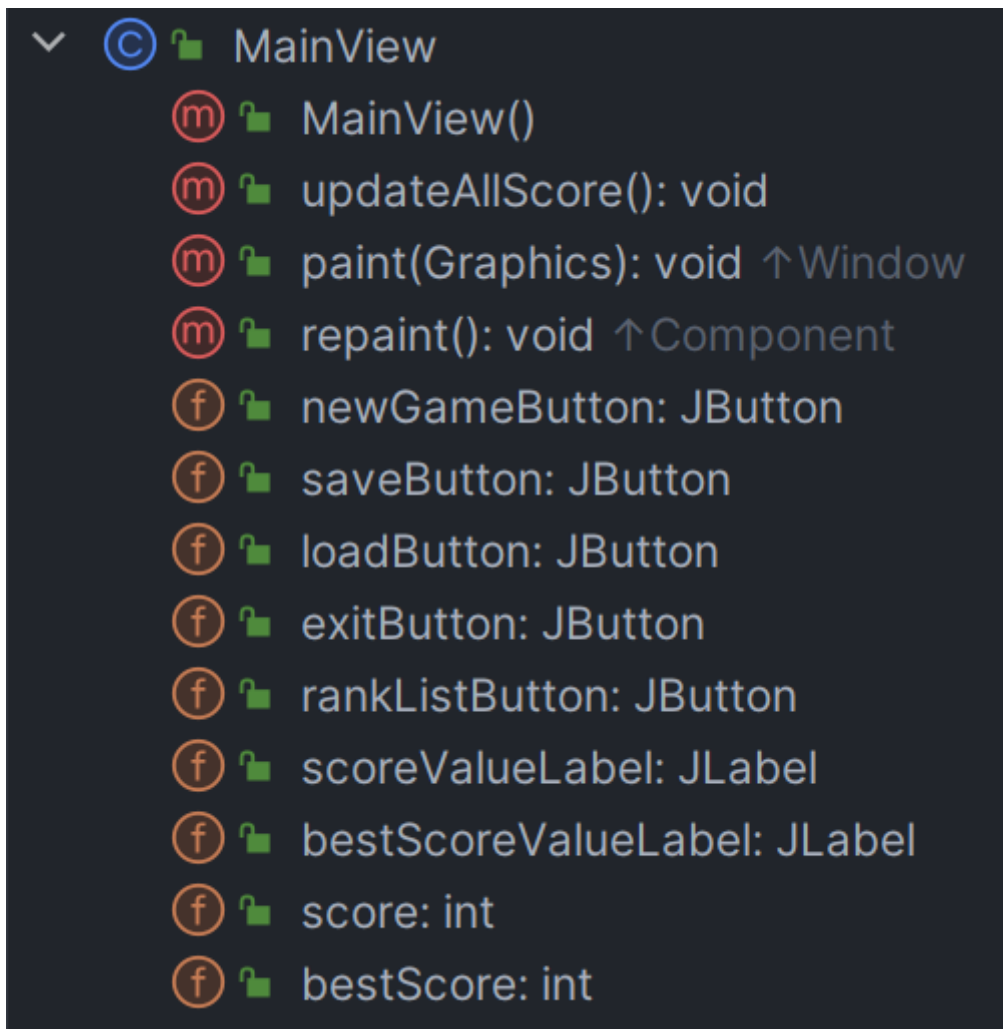 C MainView
m MainView()
m updateAllScore(): void
m paint(Graphics): void ↑Window
m repaint(): void ↑Component
f newGameButton: JButton
f saveButton: JButton
f loadButton: JButton
f exitButton: JButton
f rankListButton: JButton
f scoreValueLabel: JLabel
f bestScoreValueLabel: JLabel
f score: int
f bestScore: int